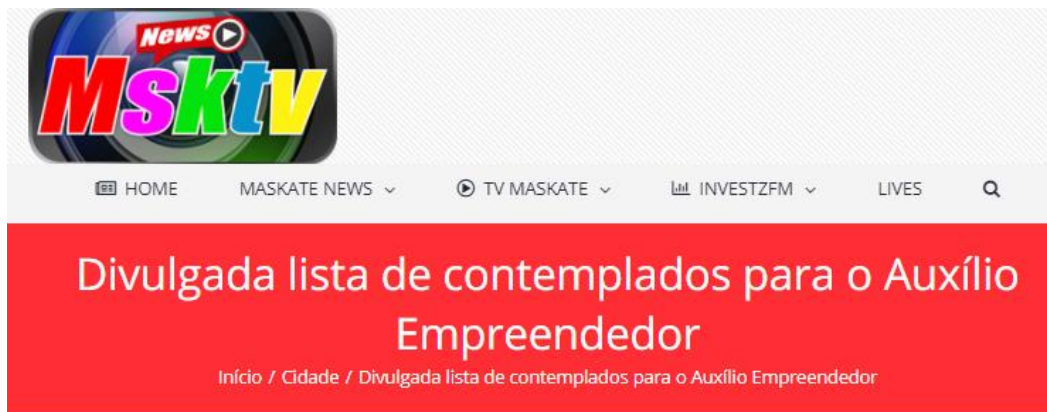 News
Msktv
HOME MASKATE NEWS TV MASKATE INVESTZFM LIVES
Divulgada lista de contemplados para o Auxílio
Empreendedor
Início / Cidade / Divulgada lista de contemplados para o Auxílio Empreendedor